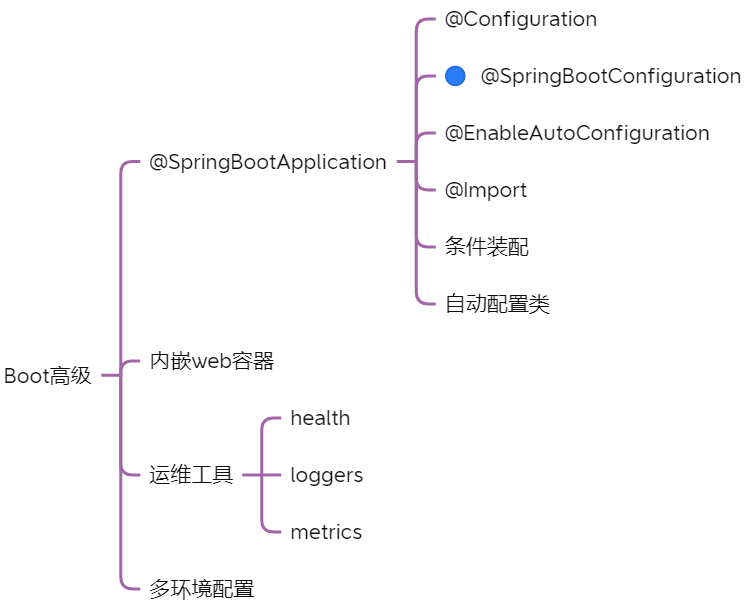 Boot高级
@SpringBootApplication
@Configuration
@SpringBootConfiguration
@EnableAutoConfiguration
@Import
条件装配
自动配置类
内嵌web容器
运维工具
health
loggers
metrics
多环境配置